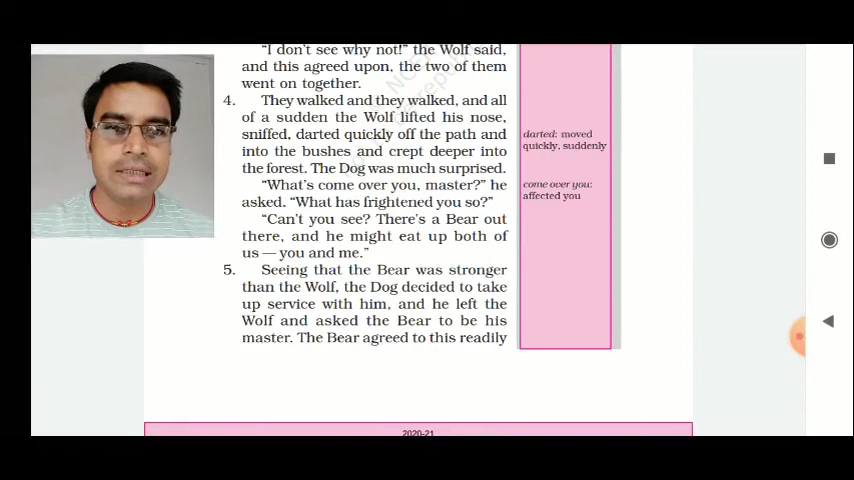 "I don't see why not!" the Wolf said,
and this agreed upon, the two of them
went on together.
4. They walked and they walked, and all
of a sudden the Wolf lifted his nose,
sniffed, darted quickly off the path and
into the bushes and crept deeper into
the forest. The Dog was much surprised.
"What's come over you, master?" he
asked. "What has frightened you so?"
"Can't you see? There's a Bear out
there, and he might eat up both of
us — you and me."
5. Seeing that the Bear was stronger
than the Wolf, the Dog decided to take
up service with him, and he left the
Wolf and asked the Bear to be his
master. The Bear agreed to this readily
darted: moved
quickly, suddenly
come over you:
affected you
2020-21